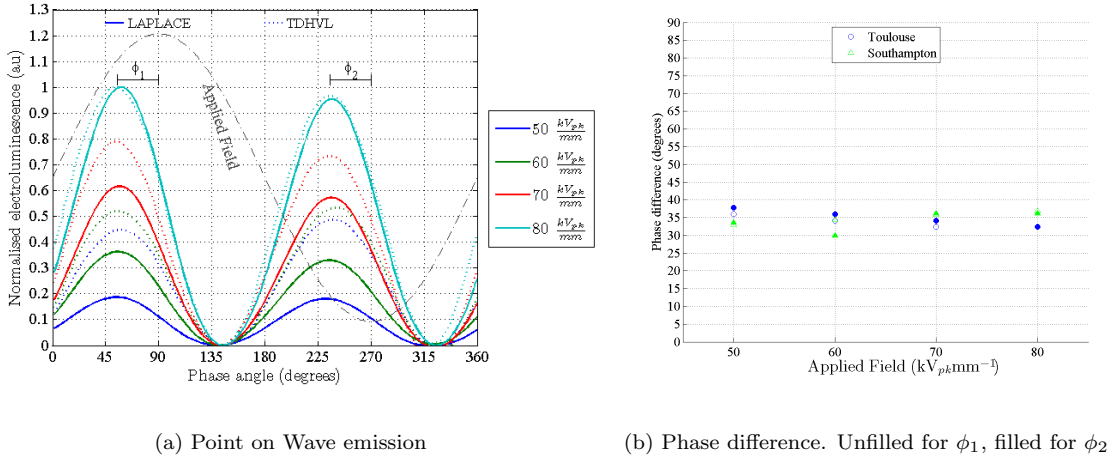 1.3
1.2
1.1
1
0.9
0.8
0.7
0.6
0.5
0.4
0.3
0.2
0.1
0
Normalised electroluminescence (au)
LAPLACE
TDHVL
ϕ1
ϕ2
Applied Field
0 45 90 135 180 225 270 315 360
Phase angle (degrees)
50 kVpk/mm
60 kVpk/mm
70 kVpk/mm
80 kVpk/mm
(a) Point on Wave emission
90
85
80
75
70
65
60
55
50
45
40
35
30
25
20
15
10
5
0
Phase difference (degrees)
Toulouse
Southampton
50 60 70 80
Applied Field (kVpkmm⁻¹)
(b) Phase difference. Unfilled for ϕ1, filled for ϕ2